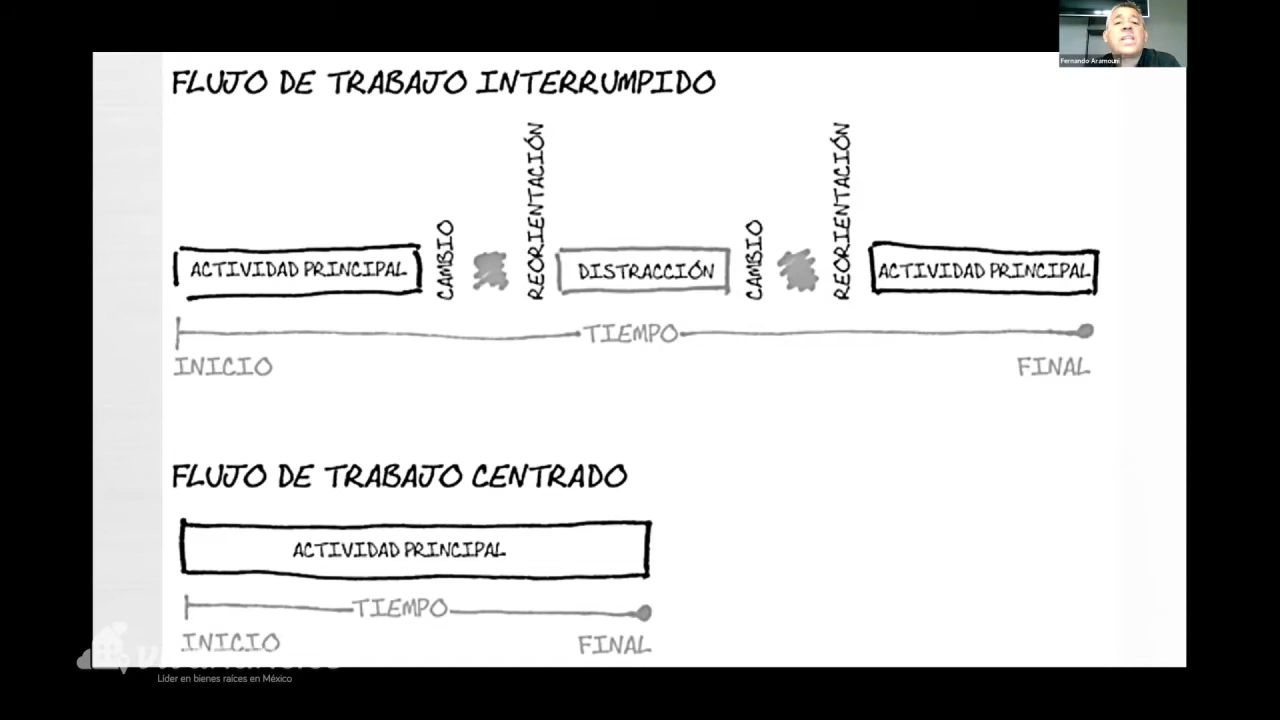 Fernando Aramouni
FLUJO DE TRABAJO INTERRUMPIDO
ACTIVIDAD PRINCIPAL
CAMBIO
REORIENTACIÓN
DISTRACCIÓN
CAMBIO
REORIENTACIÓN
ACTIVIDAD PRINCIPAL
TIEMPO
INICIO
FINAL
FLUJO DE TRABAJO CENTRADO
ACTIVIDAD PRINCIPAL
TIEMPO
INICIO
FINAL
Líder en bienes raíces en México